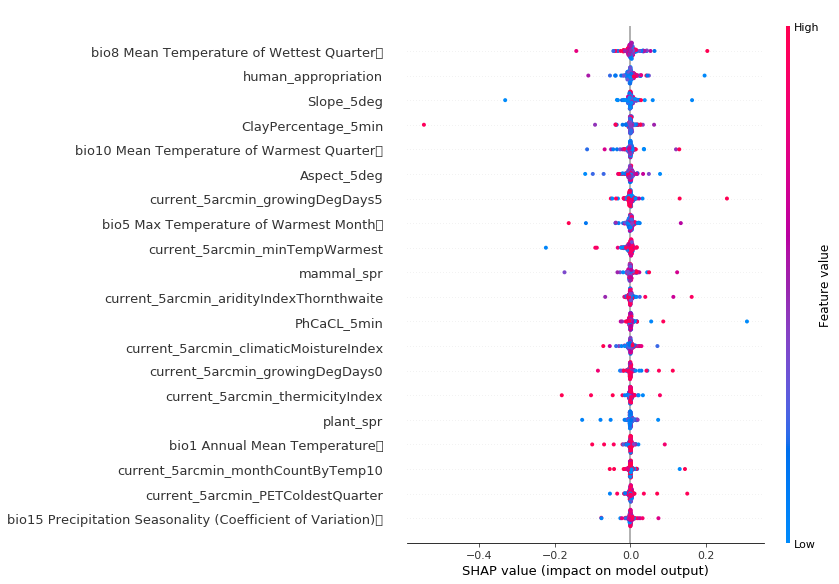 High
bio8 Mean Temperature of Wettest Quarter
human_appropriation
Slope_5deg
ClayPercentage_5min
bio10 Mean Temperature of Warmest Quarter
Aspect_5deg
current_5arcmin_growingDegDays5
bio5 Max Temperature of Warmest Month
current_5arcmin_minTempWarmest
mammal_spr
current_5arcmin_aridityIndexThornthwaite
PhCaCL_5min
current_5arcmin_climaticMoistureIndex
current_5arcmin_growingDegDays0
current_5arcmin_thermicityIndex
plant_spr
bio1 Annual Mean Temperature
current_5arcmin_monthCountByTemp10
current_5arcmin_PETColdestQuarter
bio15 Precipitation Seasonality (Coefficient of Variation)
Feature value
Low
−0.4 −0.2 0.0 0.2
SHAP value (impact on model output)